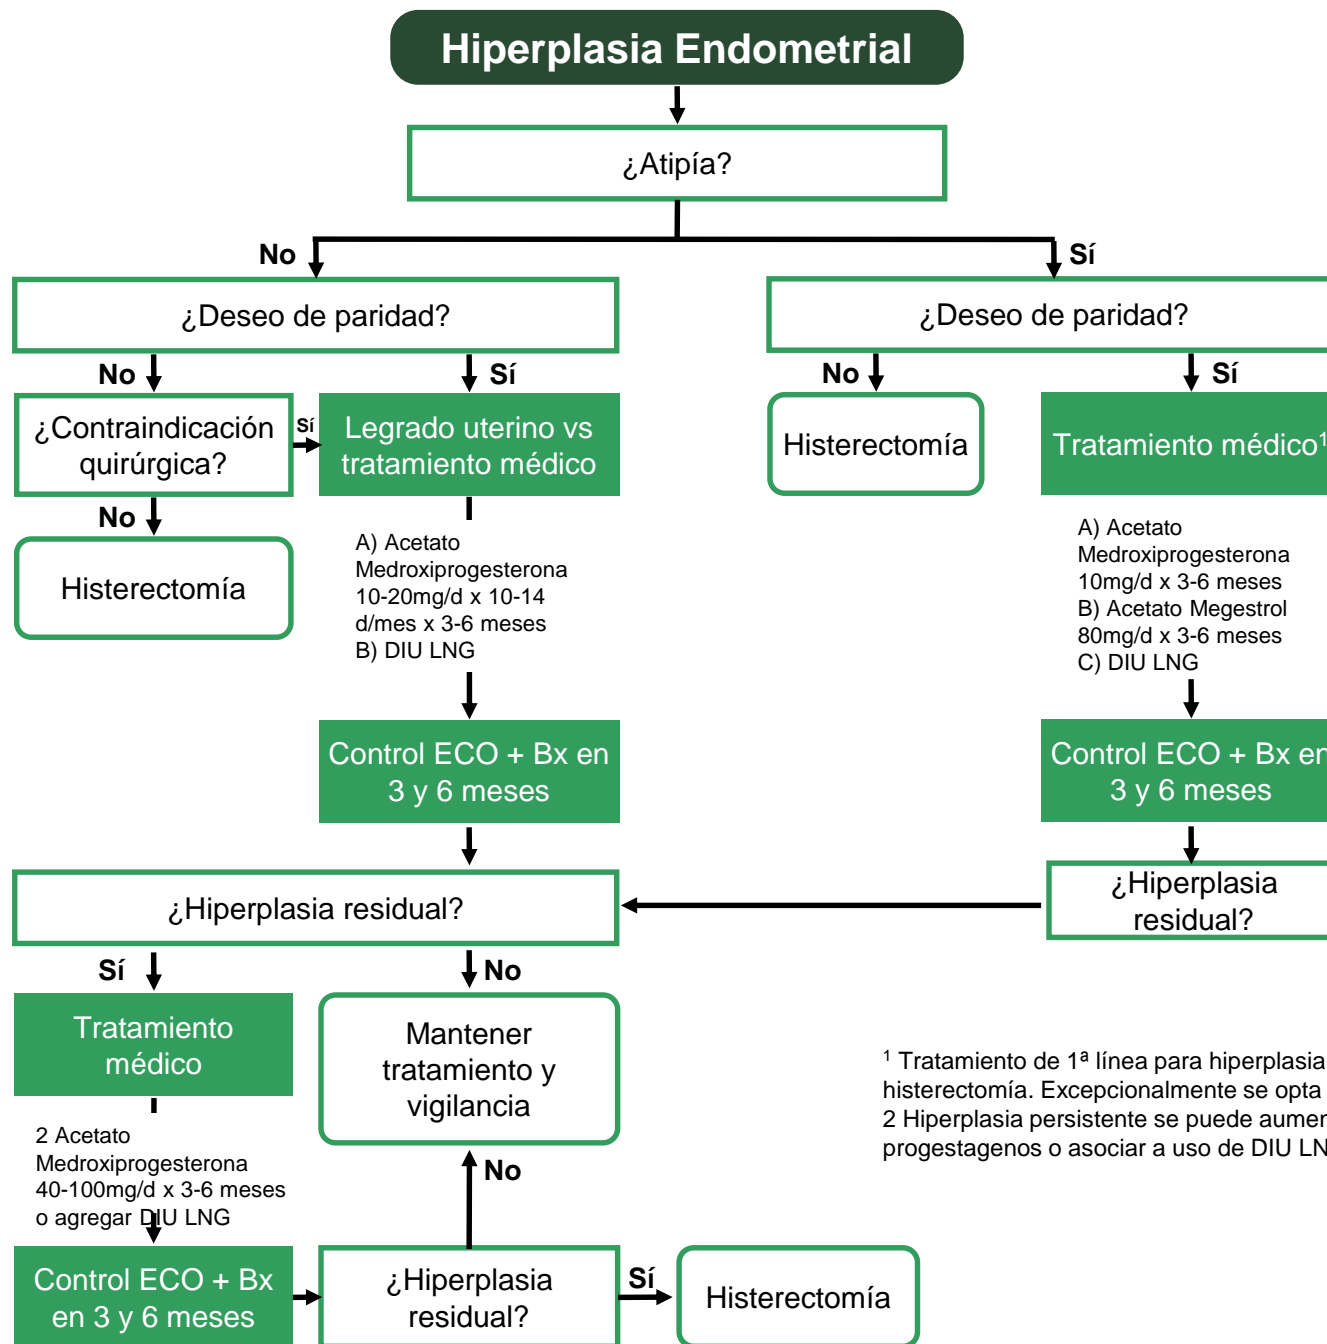 Hiperplasia Endometrial
¿Atipía?
No
Sí
¿Deseo de paridad?
¿Deseo de paridad?
No
Sí
No
Sí
¿Contraindicación
quirúrgica?
Sí
Legrado uterino vs
tratamiento médico
Histerectomía
Tratamiento médico¹
No
Histerectomía
A) Acetato
Medroxiprogesterona
10-20mg/d x 10-14
d/mes x 3-6 meses
B) DIU LNG
A) Acetato
Medroxiprogesterona
10mg/d x 3-6 meses
B) Acetato Megestrol
80mg/d x 3-6 meses
C) DIU LNG
Control ECO + Bx en
3 y 6 meses
Control ECO + Bx en
3 y 6 meses
¿Hiperplasia residual?
¿Hiperplasia
residual?
Sí
No
Tratamiento
médico
Mantener
tratamiento y
vigilancia
¹ Tratamiento de 1ª línea para hiperplasia
histerectomía. Excepcionalmente se opta
2 Hiperplasia persistente se puede aumen
progestagenos o asociar a uso de DIU LN
2 Acetato
Medroxiprogesterona
40-100mg/d x 3-6 meses
o agregar DIU LNG
No
Control ECO + Bx
en 3 y 6 meses
¿Hiperplasia
residual?
Sí
Histerectomía